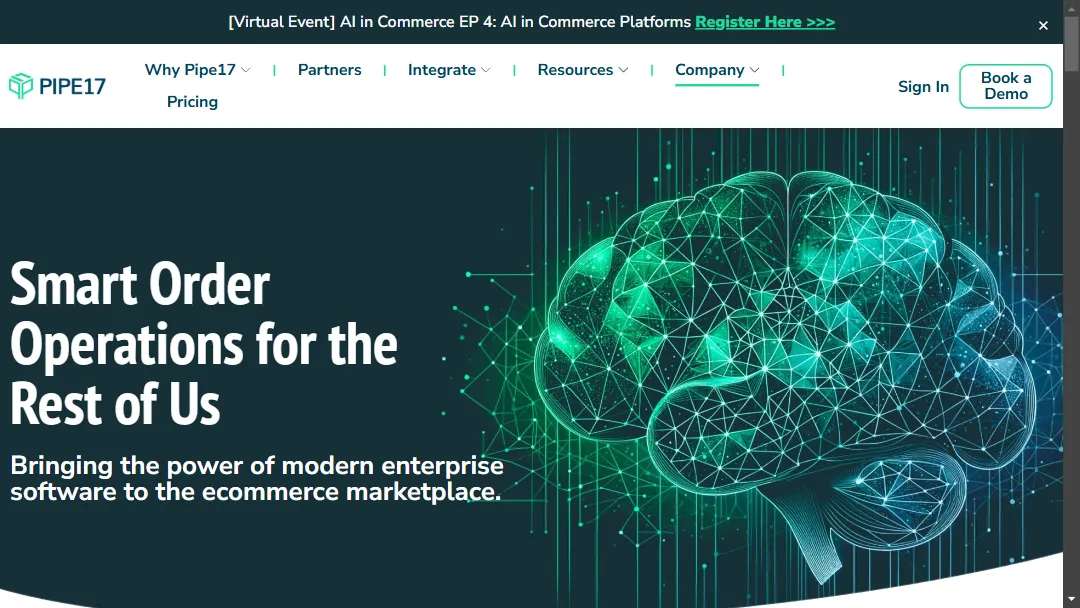 [Virtual Event] AI in Commerce EP 4: AI in Commerce Platforms Register Here >>>
×
PIPE17
Why Pipe17 | Partners | Integrate | Resources | Company |
Pricing
Sign In
Book a
Demo
Smart Order
Operations for the
Rest of Us
Bringing the power of modern enterprise
software to the ecommerce marketplace.